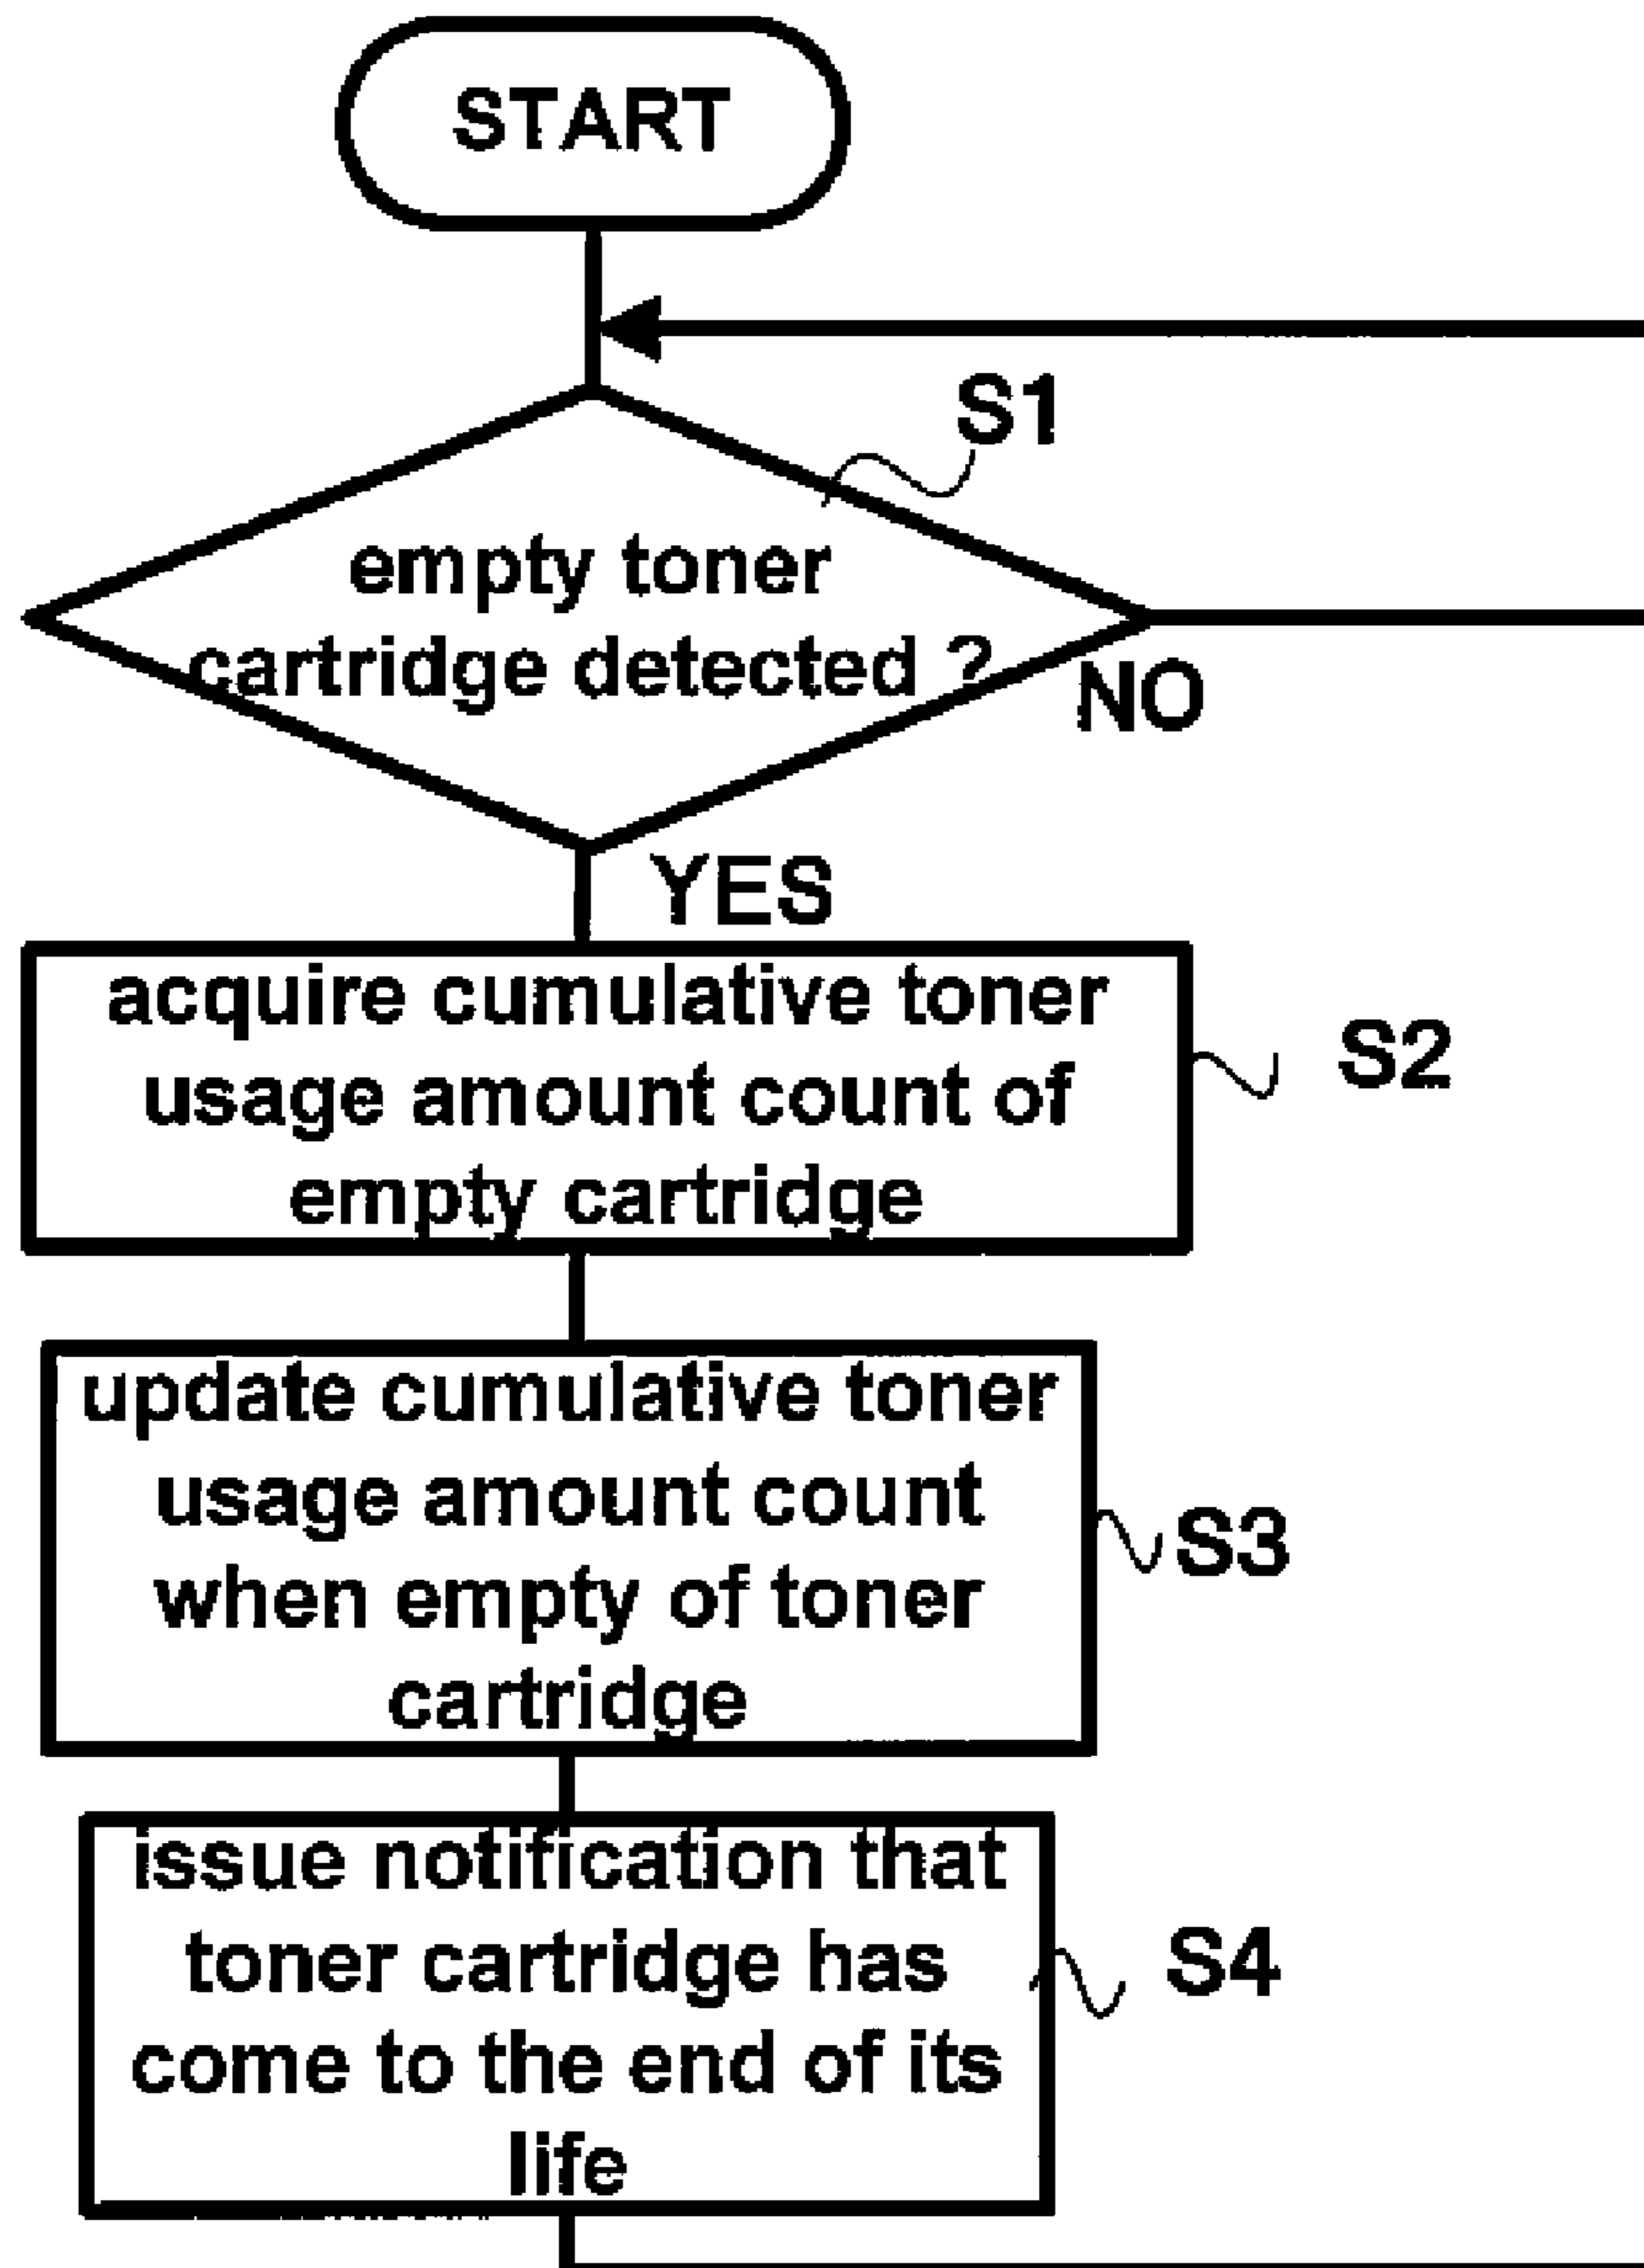 START
S1
empty toner
cartridge detected ?
NO
YES
acquire cumulative toner
usage amount count of
empty cartridge
S2
update cumulative toner
usage amount count
when empty of toner
cartridge
S3
issue notification that
toner cartridge has
come to the end of its
life
S4